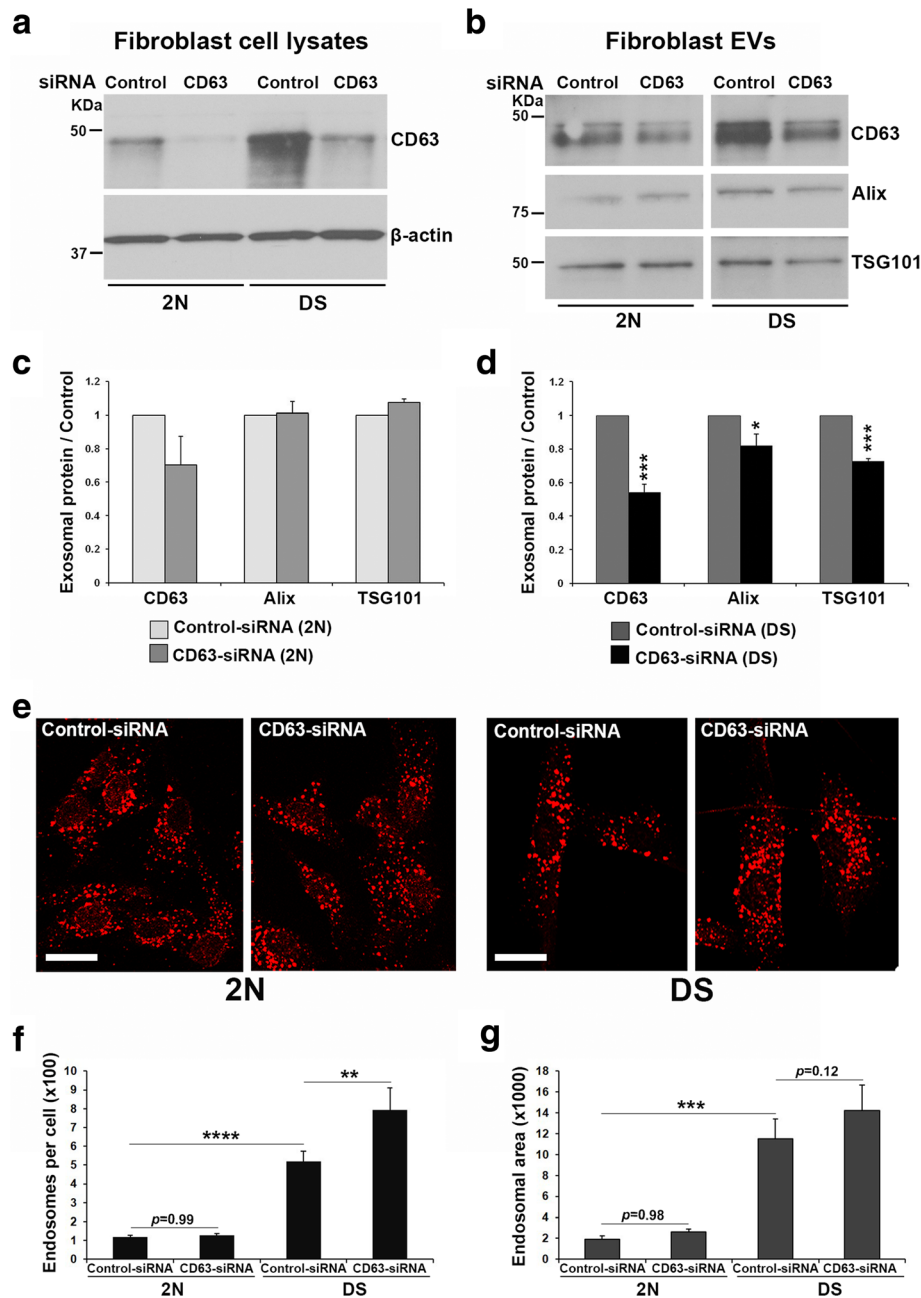 a
Fibroblast cell lysates
siRNA Control CD63 Control CD63
KDa
50
CD63
β-actin
37
2N DS
b
Fibroblast EVs
siRNA Control CD63 Control CD63
KDa
50
CD63
Alix
75
50
TSG101
2N DS
c
Exosomal protein / Control
1.2
1
0.8
0.6
0.4
0.2
0
CD63 Alix TSG101
Control-siRNA (2N)
CD63-siRNA (2N)
d
Exosomal protein / Control
1.2
1
0.8
0.6
0.4
0.2
0
***
*
***
CD63 Alix TSG101
Control-siRNA (DS)
CD63-siRNA (DS)
e
Control-siRNA CD63-siRNA Control-siRNA CD63-siRNA
2N DS
f
Endosomes per cell (x100)
10
9
8
7
6
5
4
3
2
1
0
**
****
p=0.99
Control-siRNA CD63-siRNA Control-siRNA CD63-siRNA
2N DS
g
Endosomal area (x1000)
18
16
14
12
10
8
6
4
2
0
p=0.12
***
p=0.98
Control-siRNA CD63-siRNA Control-siRNA CD63-siRNA
2N DS